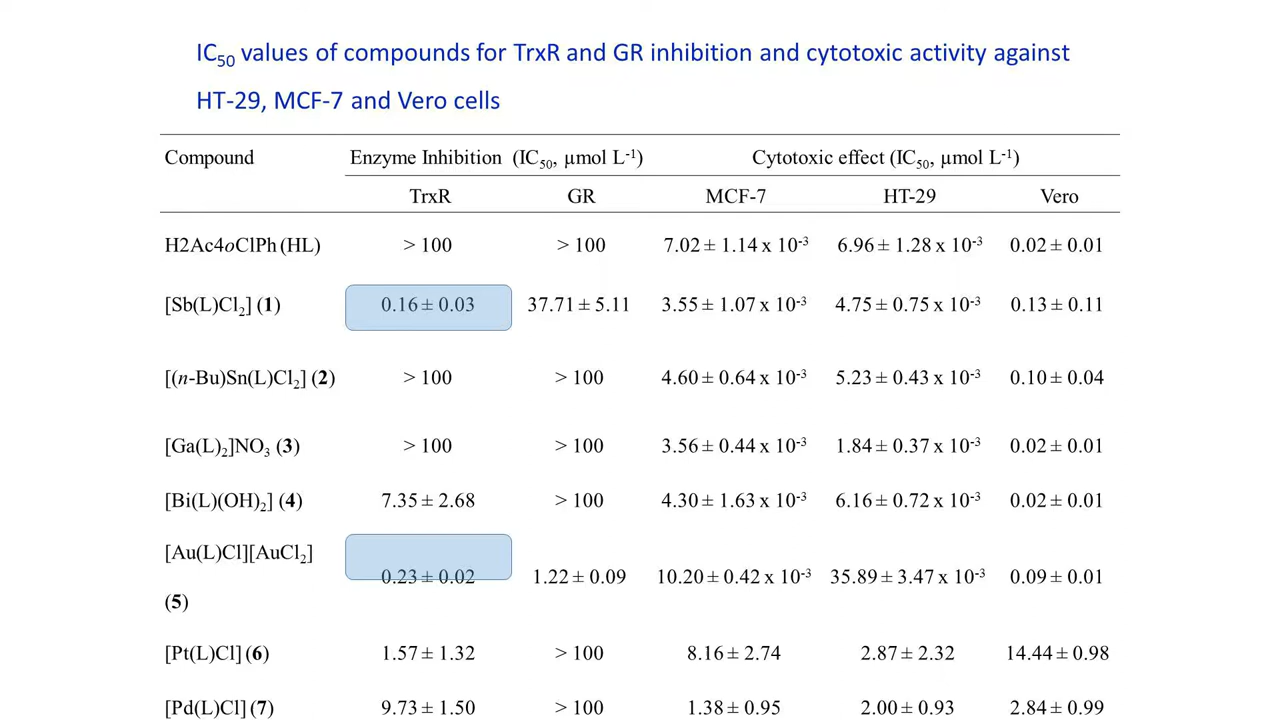 IC50 values of compounds for TrxR and GR inhibition and cytotoxic activity against
HT-29, MCF-7 and Vero cells
Compound Enzyme Inhibition (IC50, µmol L-1) Cytotoxic effect (IC50, µmol L-1)
TrxR GR MCF-7 HT-29 Vero
H2Ac4oClPh (HL) > 100 > 100 7.02 ± 1.14 x 10-3 6.96 ± 1.28 x 10-3 0.02 ± 0.01
[Sb(L)Cl2] (1) 0.16 ± 0.03 37.71 ± 5.11 3.55 ± 1.07 x 10-3 4.75 ± 0.75 x 10-3 0.13 ± 0.11
[(n-Bu)Sn(L)Cl2] (2) > 100 > 100 4.60 ± 0.64 x 10-3 5.23 ± 0.43 x 10-3 0.10 ± 0.04
[Ga(L)2]NO3 (3) > 100 > 100 3.56 ± 0.44 x 10-3 1.84 ± 0.37 x 10-3 0.02 ± 0.01
[Bi(L)(OH)2] (4) 7.35 ± 2.68 > 100 4.30 ± 1.63 x 10-3 6.16 ± 0.72 x 10-3 0.02 ± 0.01
[Au(L)Cl][AuCl2]
0.23 ± 0.02 1.22 ± 0.09 10.20 ± 0.42 x 10-3 35.89 ± 3.47 x 10-3 0.09 ± 0.01
(5)
[Pt(L)Cl] (6) 1.57 ± 1.32 > 100 8.16 ± 2.74 2.87 ± 2.32 14.44 ± 0.98
[Pd(L)Cl] (7) 9.73 ± 1.50 > 100 1.38 ± 0.95 2.00 ± 0.93 2.84 ± 0.99